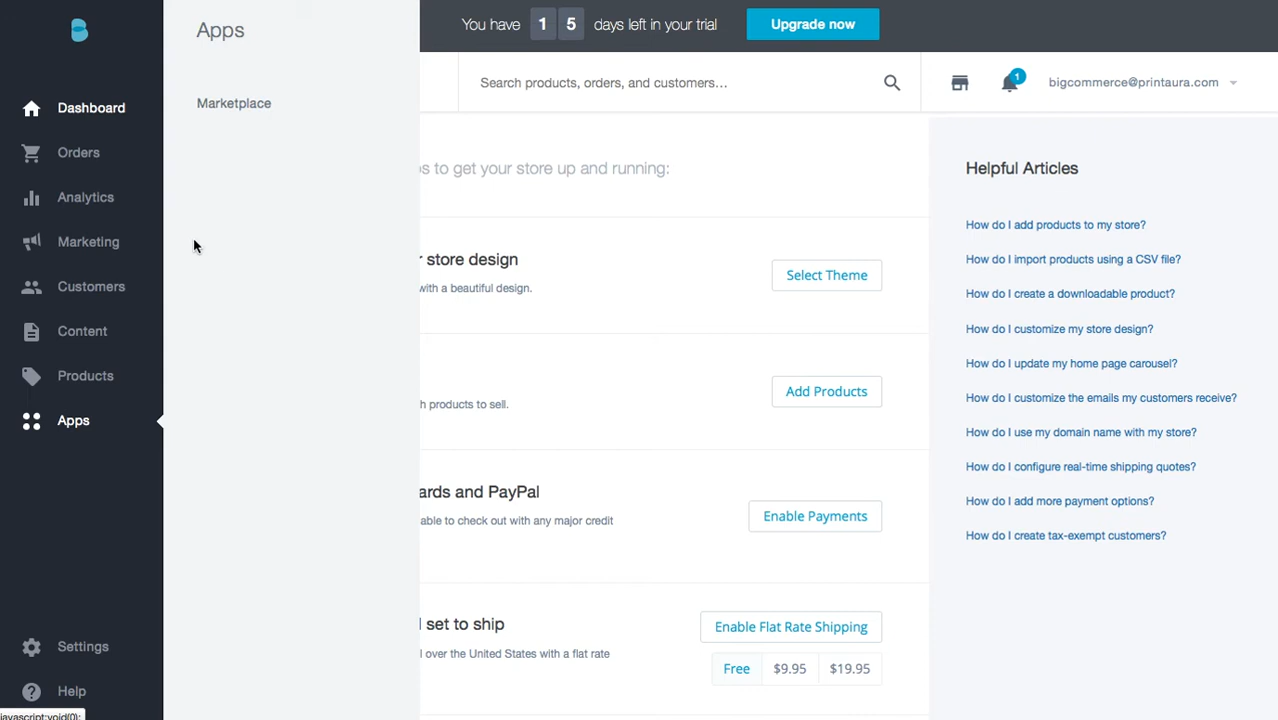 Apps
You have 1 5 days left in your trial
Upgrade now
Marketplace
Search products, orders, and customers...
1
bigcommerce@printaura.com
Dashboard
Orders
Analytics
Marketing
Customers
Content
Products
Apps
Settings
Help
javascript:void(0);
to get your store up and running:
store design
with a beautiful design.
Select Theme
products to sell.
Add Products
and PayPal
able to check out with any major credit
Enable Payments
set to ship
over the United States with a flat rate
Enable Flat Rate Shipping
Free $9.95 $19.95
Helpful Articles
How do I add products to my store?
How do I import products using a CSV file?
How do I create a downloadable product?
How do I customize my store design?
How do I update my home page carousel?
How do I customize the emails my customers receive?
How do I use my domain name with my store?
How do I configure real-time shipping quotes?
How do I add more payment options?
How do I create tax-exempt customers?